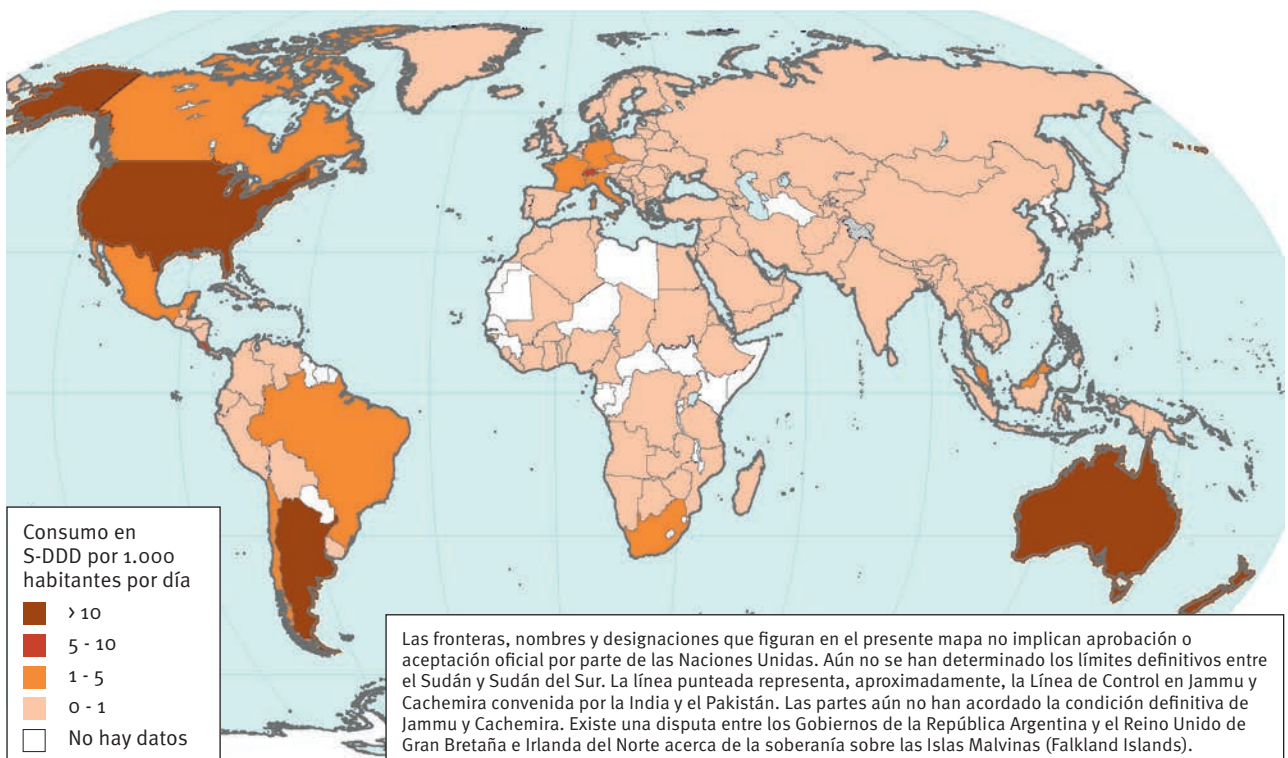 Consumo en
S-DDD por 1.000
habitantes por día
> 10
5 - 10
1 - 5
0 - 1
No hay datos
Las fronteras, nombres y designaciones que figuran en el presente mapa no implican aprobación o
aceptación oficial por parte de las Naciones Unidas. Aún no se han determinado los límites definitivos entre
el Sudán y Sudán del Sur. La línea punteada representa, aproximadamente, la Línea de Control en Jammu y
Cachemira convenida por la India y el Pakistán. Las partes aún no han acordado la condición definitiva de
Jammu y Cachemira. Existe una disputa entre los Gobiernos de la República Argentina y el Reino Unido de
Gran Bretaña e Irlanda del Norte acerca de la soberanía sobre las Islas Malvinas (Falkland Islands).